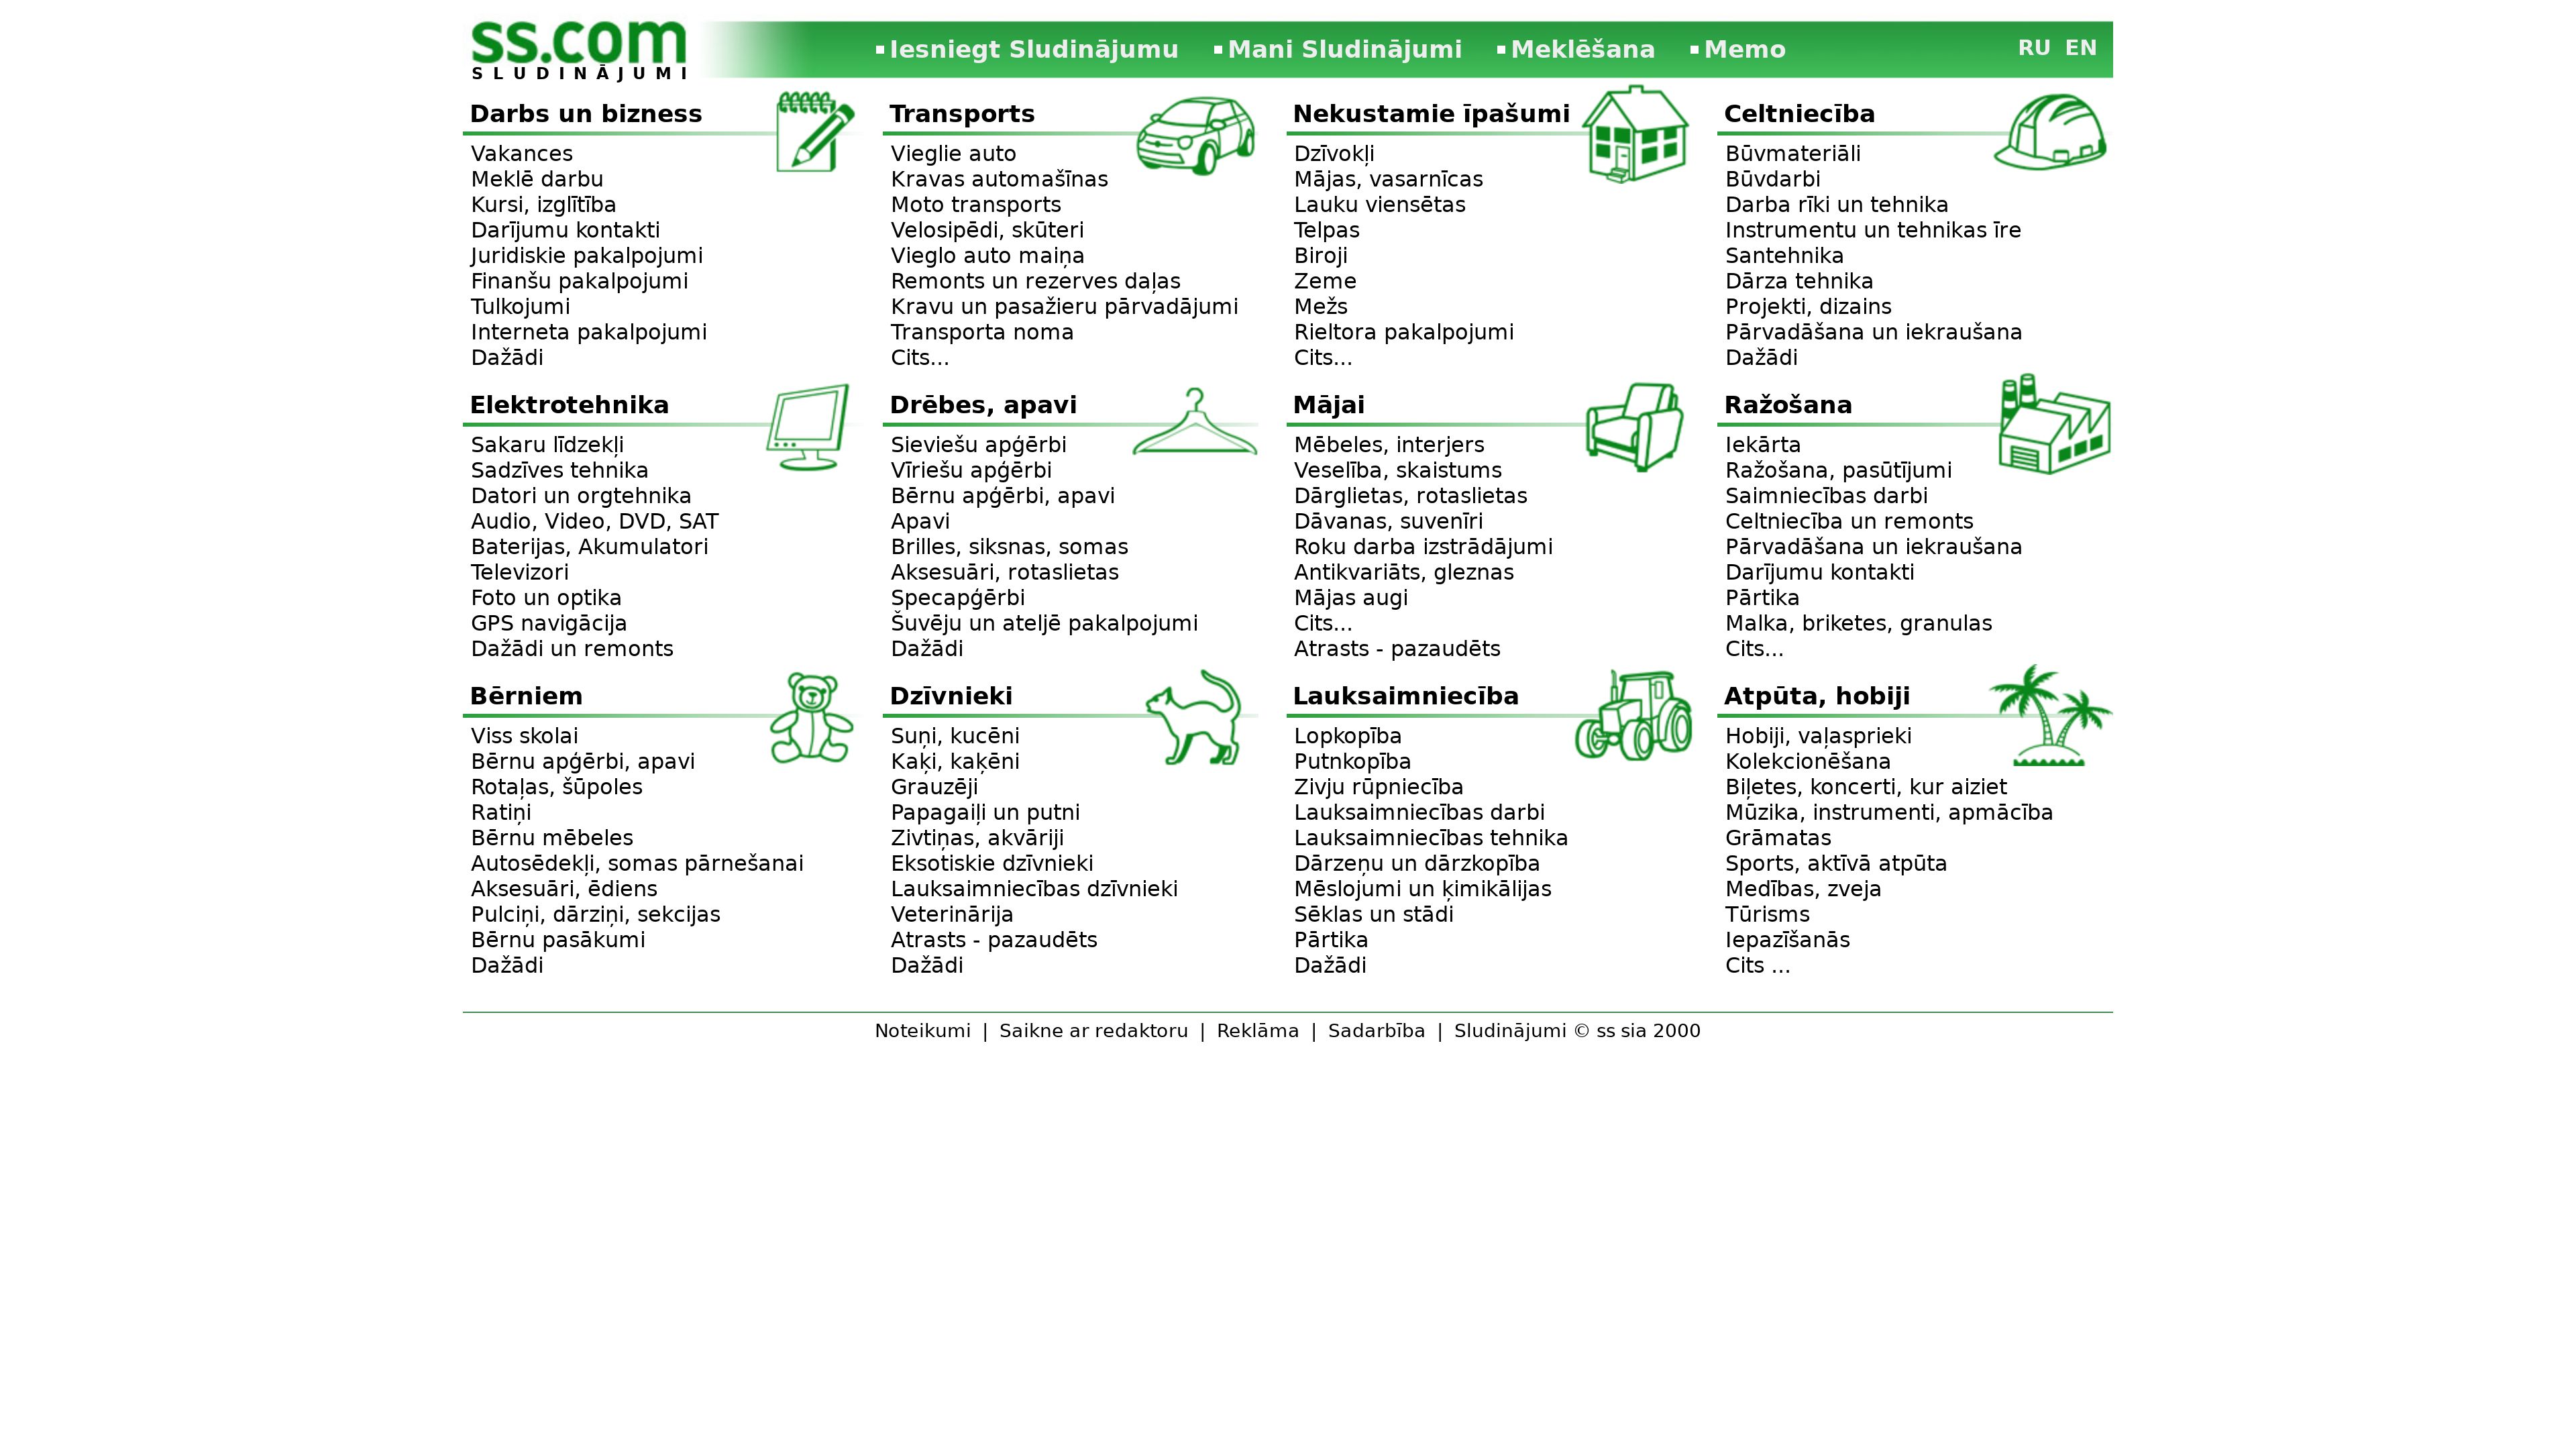 ss.com
SLUDINĀJUMI
Iesniegt Sludinājumu
Mani Sludinājumi
Meklēšana
Memo
RU EN
Darbs un bizness
Vakances
Meklē darbu
Kursi, izglītība
Darījumu kontakti
Juridiskie pakalpojumi
Finanšu pakalpojumi
Tulkojumi
Interneta pakalpojumi
Dažādi
Transports
Vieglie auto
Kravas automašīnas
Moto transports
Velosipēdi, skūteri
Vieglo auto maiņa
Remonts un rezerves daļas
Kravu un pasažieru pārvadājumi
Transporta noma
Cits...
Nekustamie īpašumi
Dzīvokļi
Mājas, vasarnīcas
Lauku viensētas
Telpas
Biroji
Zeme
Mežs
Rieltora pakalpojumi
Cits...
Celtniecība
Būvmateriāli
Būvdarbi
Darba rīki un tehnika
Instrumentu un tehnikas īre
Santehnika
Dārza tehnika
Projekti, dizains
Pārvadāšana un iekraušana
Dažādi
Elektrotehnika
Sakaru līdzekļi
Sadzīves tehnika
Datori un orgtehnika
Audio, Video, DVD, SAT
Baterijas, Akumulatori
Televizori
Foto un optika
GPS navigācija
Dažādi un remonts
Drēbes, apavi
Sieviešu apģērbi
Vīriešu apģērbi
Bērnu apģērbi, apavi
Apavi
Brilles, siksnas, somas
Aksesuāri, rotaslietas
Specapģērbi
Šuvēju un ateljē pakalpojumi
Dažādi
Mājai
Mēbeles, interjers
Veselība, skaistums
Dārglietas, rotaslietas
Dāvanas, suvenīri
Roku darba izstrādājumi
Antikvariāts, gleznas
Mājas augi
Cits...
Atrasts - pazaudēts
Ražošana
Iekārta
Ražošana, pasūtījumi
Saimniecības darbi
Celtniecība un remonts
Pārvadāšana un iekraušana
Darījumu kontakti
Pārtika
Malka, briketes, granulas
Cits...
Bērniem
Viss skolai
Bērnu apģērbi, apavi
Rotaļas, šūpoles
Ratiņi
Bērnu mēbeles
Autosēdekļi, somas pārnešanai
Aksesuāri, ēdiens
Pulciņi, dārziņi, sekcijas
Bērnu pasākumi
Dažādi
Dzīvnieki
Suņi, kucēni
Kaķi, kaķēni
Grauzēji
Papagaiļi un putni
Zivtiņas, akvāriji
Eksotiskie dzīvnieki
Lauksaimniecības dzīvnieki
Veterinārija
Atrasts - pazaudēts
Dažādi
Lauksaimniecība
Lopkopība
Putnkopība
Zivju rūpniecība
Lauksaimniecības darbi
Lauksaimniecības tehnika
Dārzeņu un dārzkopība
Mēslojumi un ķimikālijas
Sēklas un stādi
Pārtika
Dažādi
Atpūta, hobiji
Hobiji, vaļasprieki
Kolekcionēšana
Biļetes, koncerti, kur aiziet
Mūzika, instrumenti, apmācība
Grāmatas
Sports, aktīvā atpūta
Medības, zveja
Tūrisms
Iepazīšanās
Cits ...
Noteikumi | Saikne ar redaktoru | Reklāma | Sadarbība | Sludinājumi © ss sia 2000